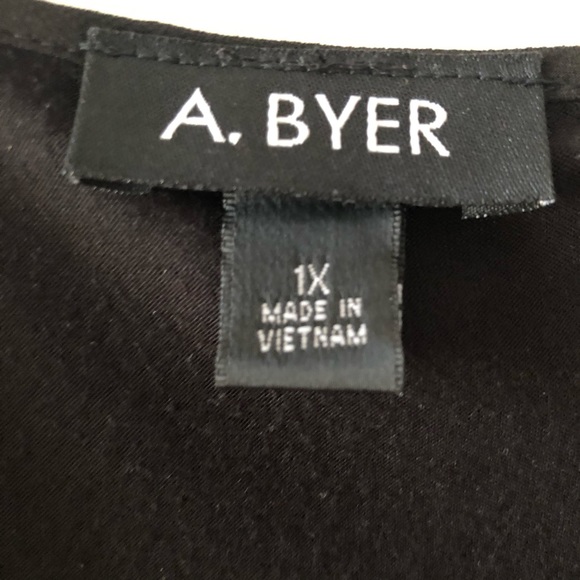 A. BYER
1X
MADE IN
VIETNAM